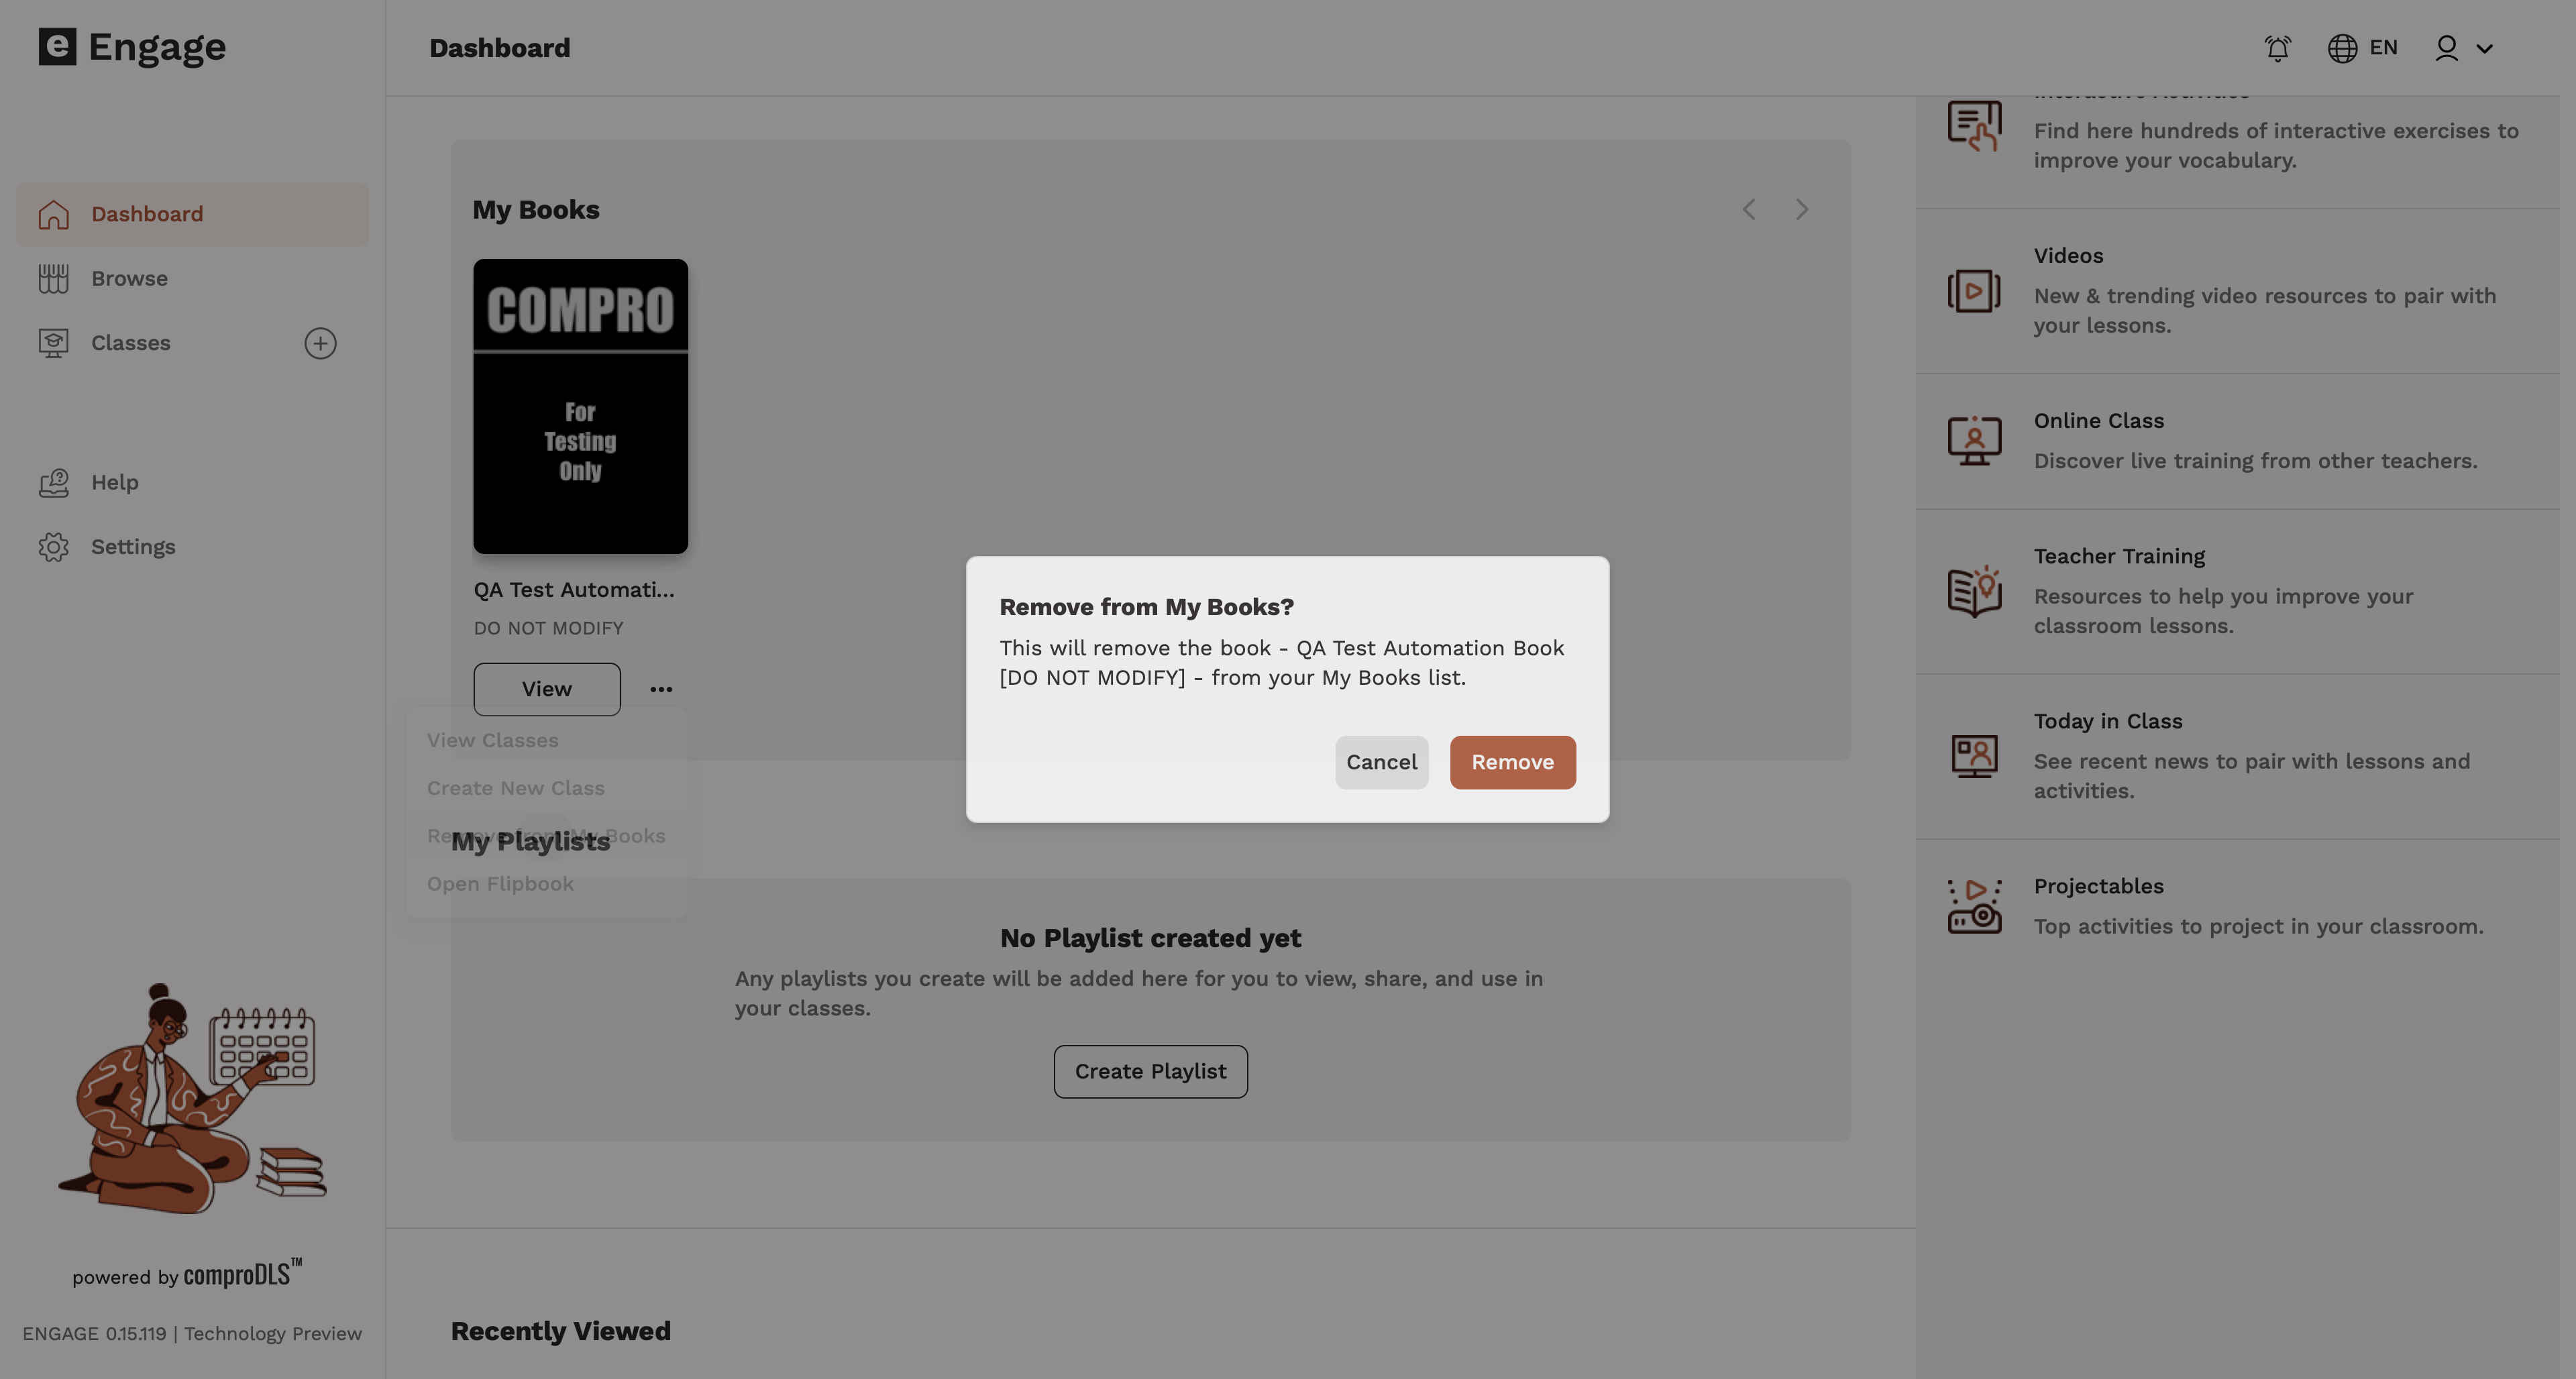 e Engage
Dashboard
EN
Dashboard
Browse
Classes
Help
Settings
powered by comproDLS™
ENGAGE 0.15.119 | Technology Preview
My Books
COMPRO
For
Testing
Only
QA Test Automati...
DO NOT MODIFY
View
View Classes
Create New Class
Remove from My Books
Open Flipbook
My Playlists
No Playlist created yet
Any playlists you create will be added here for you to view, share, and use in
your classes.
Create Playlist
Recently Viewed
Remove from My Books?
This will remove the book - QA Test Automation Book
[DO NOT MODIFY] - from your My Books list.
Cancel
Remove
Find here hundreds of interactive exercises to
improve your vocabulary.
Videos
New & trending video resources to pair with
your lessons.
Online Class
Discover live training from other teachers.
Teacher Training
Resources to help you improve your
classroom lessons.
Today in Class
See recent news to pair with lessons and
activities.
Projectables
Top activities to project in your classroom.